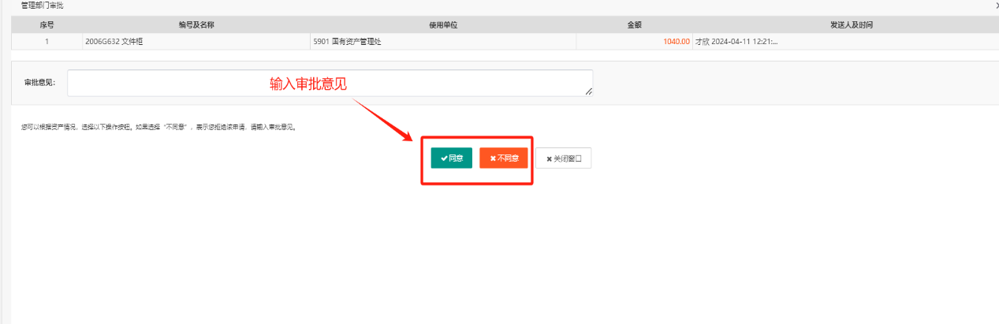 管理部门审批
序号 编号及名称 使用单位 金额 发送人及时间
1 2006G632 文件柜 5901 国有资产管理处 1040.00 才欣 2024-04-11 12:21:...
审批意见: 输入审批意见
您可以根据资产情况，选择以下操作按钮。如果选择“不同意”，表示您拒绝该申请，请输入审批意见。
同意 不同意 关闭窗口